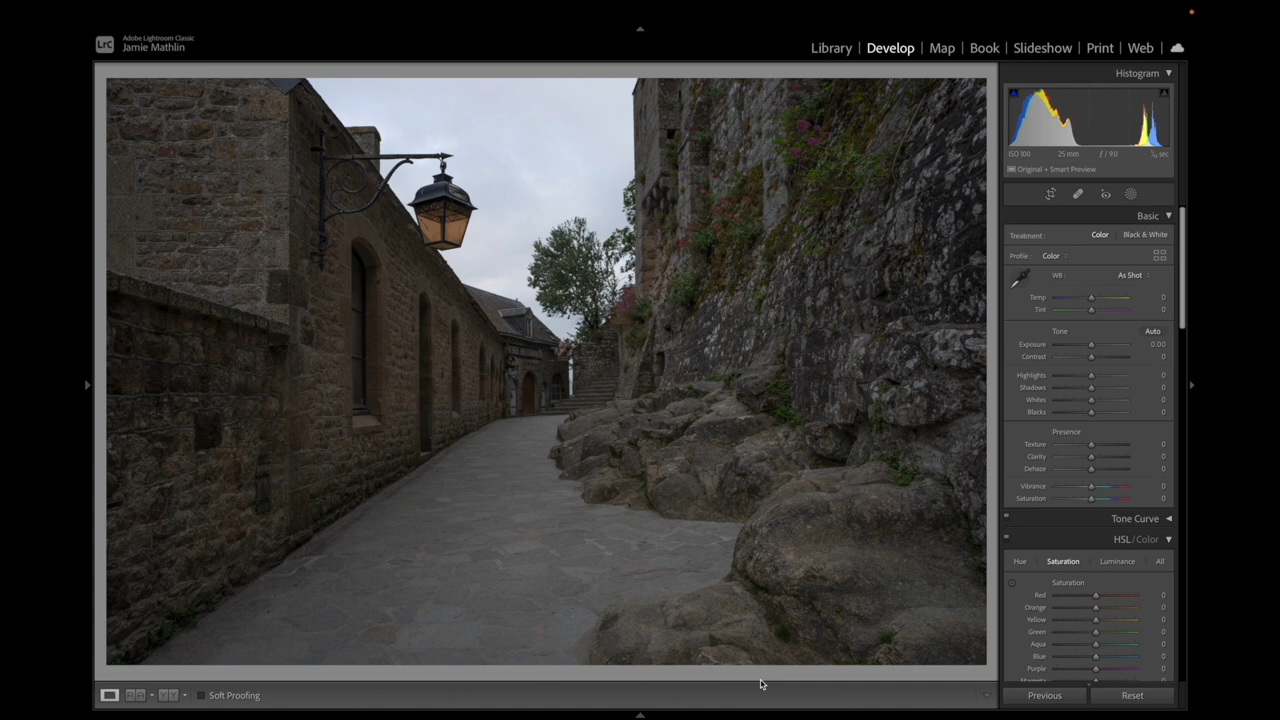 LrC
Adobe Lightroom Classic
Jamie Mathlin
Library | Develop | Map | Book | Slideshow | Print | Web
Histogram
ISO 100 25 mm ƒ / 9.0 sec
Original + Smart Preview
Basic
Treatment : Color Black & White
Profile : Color
WB : As Shot
Temp 0
Tint 0
Tone Auto
Exposure 0.00
Contrast 0
Highlights 0
Shadows 0
Whites 0
Blacks 0
Presence
Texture 0
Clarity 0
Dehaze 0
Vibrance 0
Saturation 0
Tone Curve
HSL / Color
Hue Saturation Luminance All
Saturation
Red 0
Orange 0
Yellow 0
Green 0
Aqua 0
Blue 0
Purple 0
Soft Proofing
Previous Reset